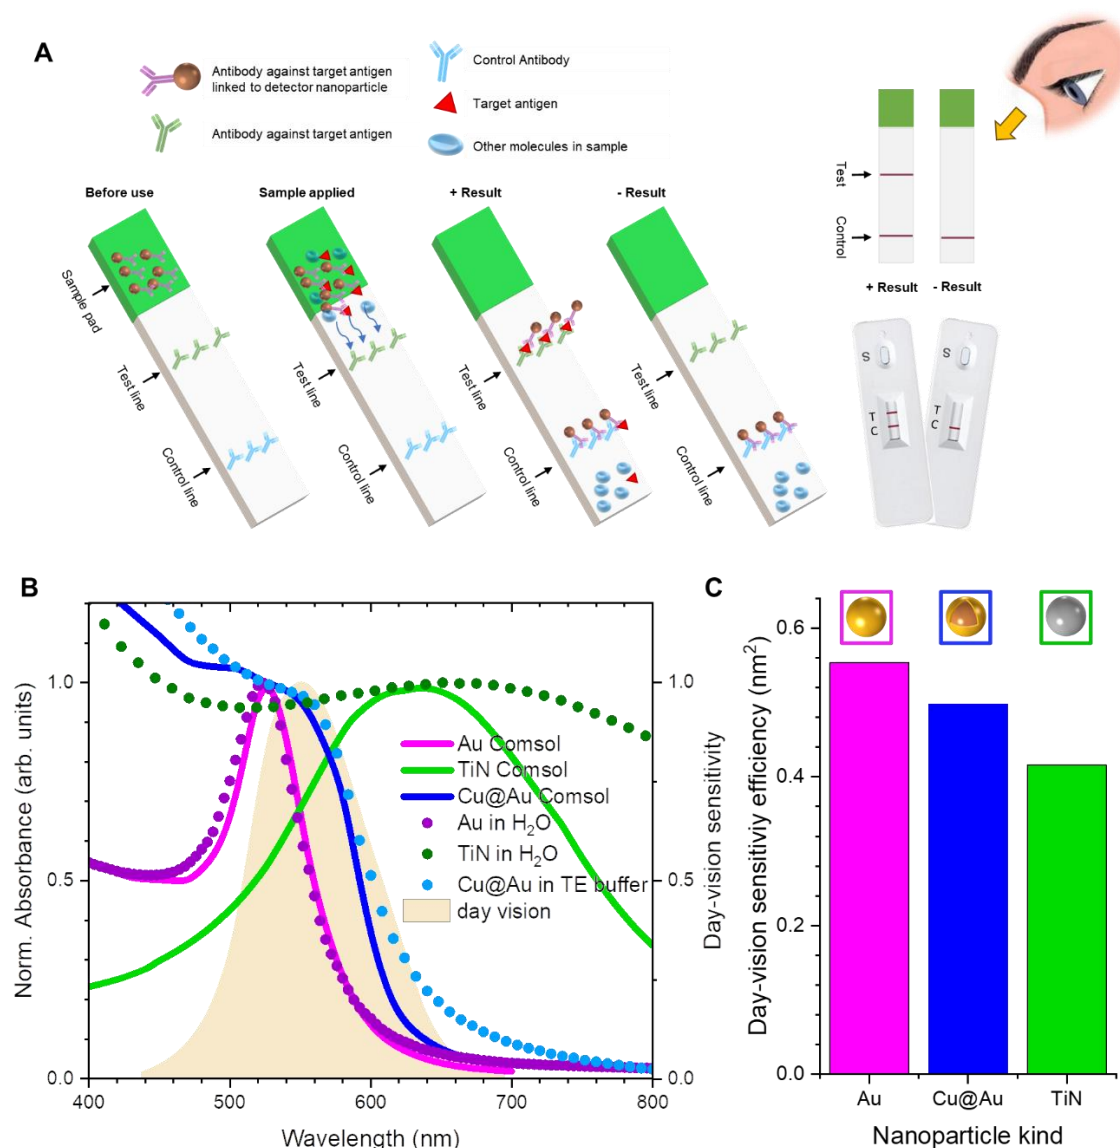 A
Antibody against target antigen
linked to detector nanoparticle
Antibody against target antigen
Control Antibody
Target antigen
Other molecules in sample
Before use
Sample applied
+ Result
- Result
Sample pad
Test line
Control line
Test line
Control line
Test line
Control line
Test line
Control line
Test
Control
+ Result
- Result
S
T
C
S
T
C
B
Norm. Absorbance (arb. units)
1.0
0.5
0.0
400
500
600
700
800
Wavelength (nm)
Au Comsol
TiN Comsol
Cu@Au Comsol
Au in H₂O
TiN in H₂O
Cu@Au in TE buffer
day vision
1.0
0.5
0.0
Day-vision sensitivity
C
Day-vision sensitiviy efficiency (nm²)
0.6
0.4
0.2
0.0
Au
Cu@Au
TiN
Nanoparticle kind